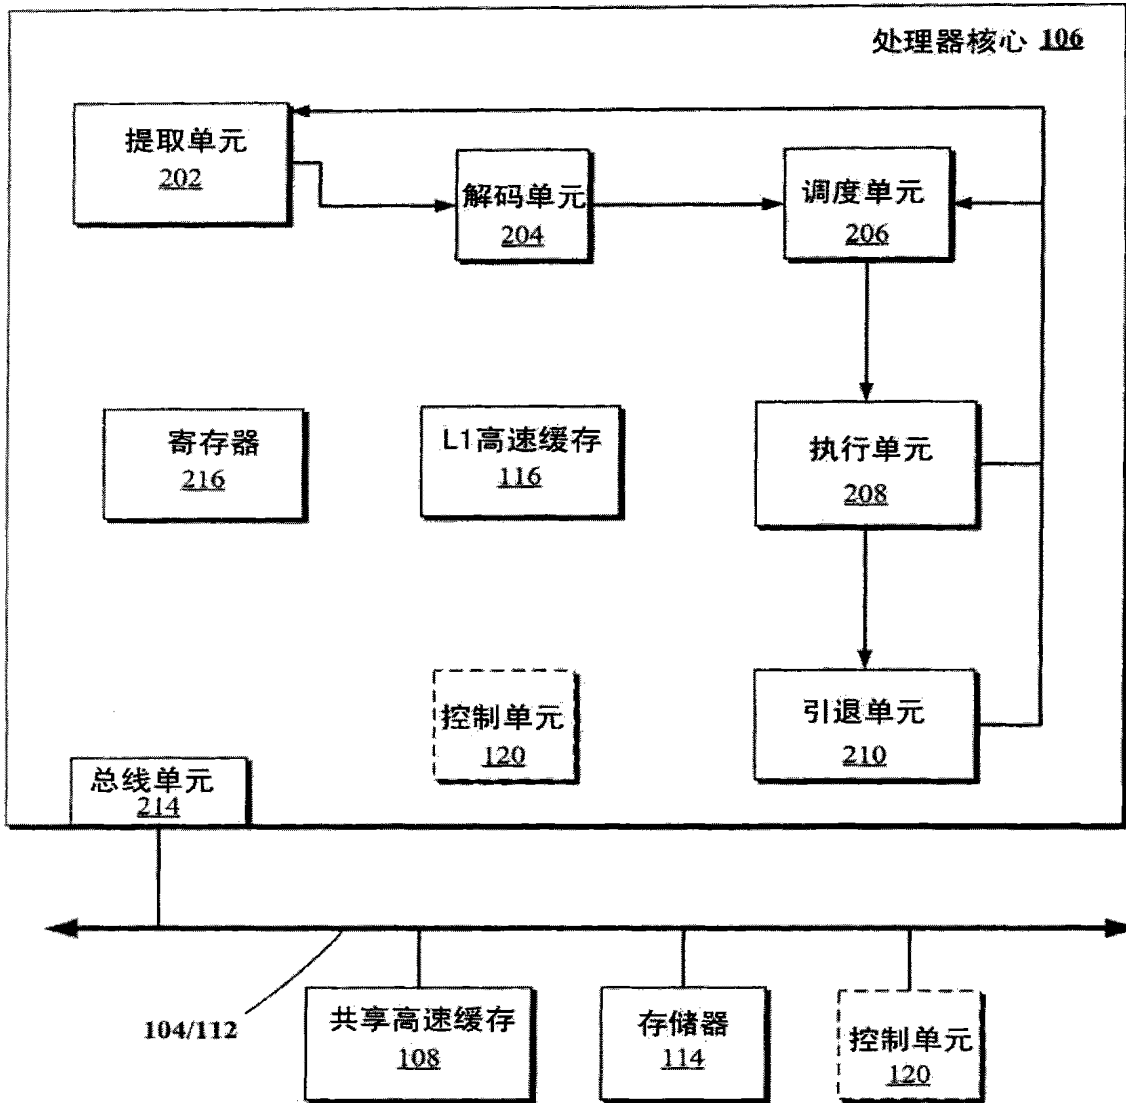 处理器核心 106
提取单元
202
解码单元
204
调度单元
206
寄存器
216
L1高速缓存
116
执行单元
208
控制单元
120
引退单元
210
总线单元
214
104/112
共享高速缓存
108
存储器
114
控制单元
120